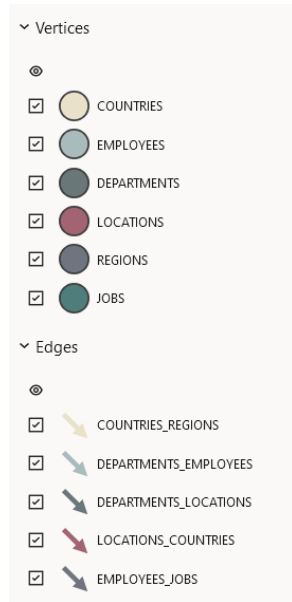 Vertices
COUNTRIES
EMPLOYEES
DEPARTMENTS
LOCATIONS
REGIONS
JOBS
Edges
COUNTRIES_REGIONS
DEPARTMENTS_EMPLOYEES
DEPARTMENTS_LOCATIONS
LOCATIONS_COUNTRIES
EMPLOYEES_JOBS